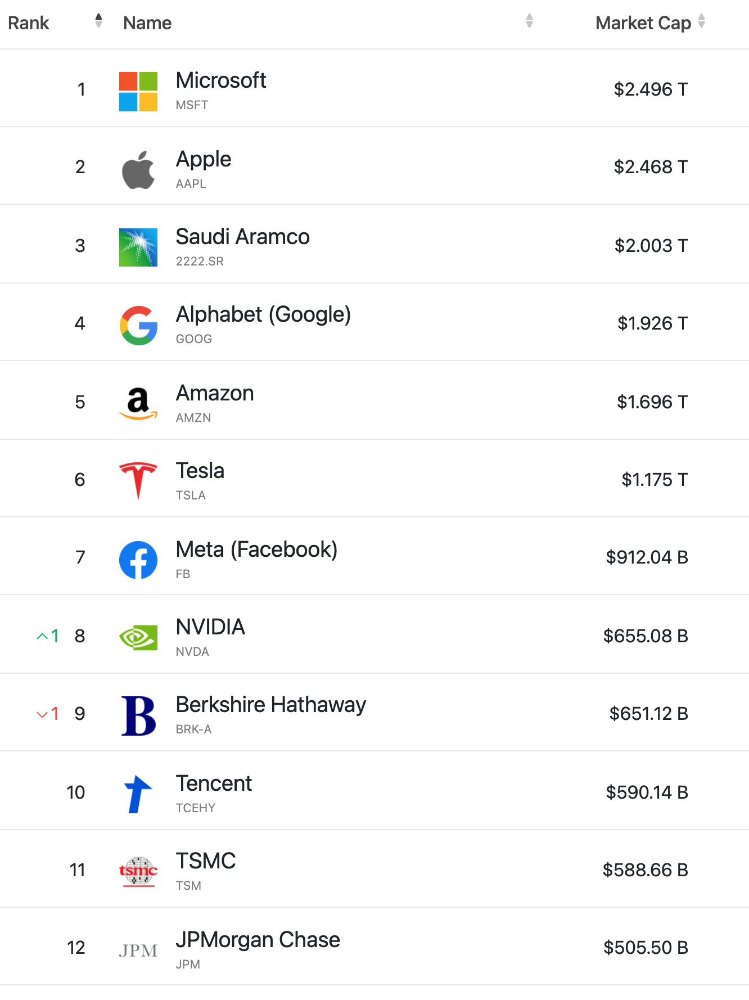 Rank Name Market Cap
1 Microsoft $2.496 T
MSFT
2 Apple $2.468 T
AAPL
3 Saudi Aramco $2.003 T
2222.SR
4 Alphabet (Google) $1.926 T
GOOG
5 a Amazon $1.696 T
AMZN
6 Tesla $1.175 T
TSLA
7 Meta (Facebook) $912.04 B
FB
1 8 NVIDIA $655.08 B
NVDA
1 9 B Berkshire Hathaway $651.12 B
BRK-A
10 Tencent $590.14 B
TCEHY
11 tsmc TSMC $588.66 B
TSM
12 JPM JPMorgan Chase $505.50 B
JPM